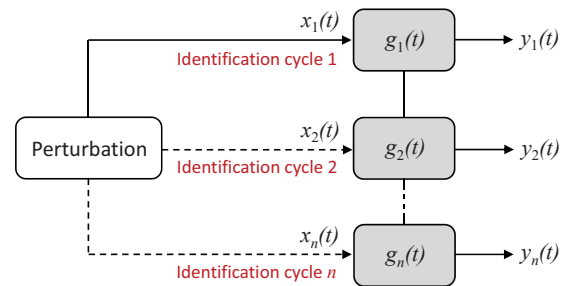 x₁(t)
g₁(t)
y₁(t)
Identification cycle 1
Perturbation
x₂(t)
g₂(t)
y₂(t)
Identification cycle 2
xₙ(t)
gₙ(t)
yₙ(t)
Identification cycle n